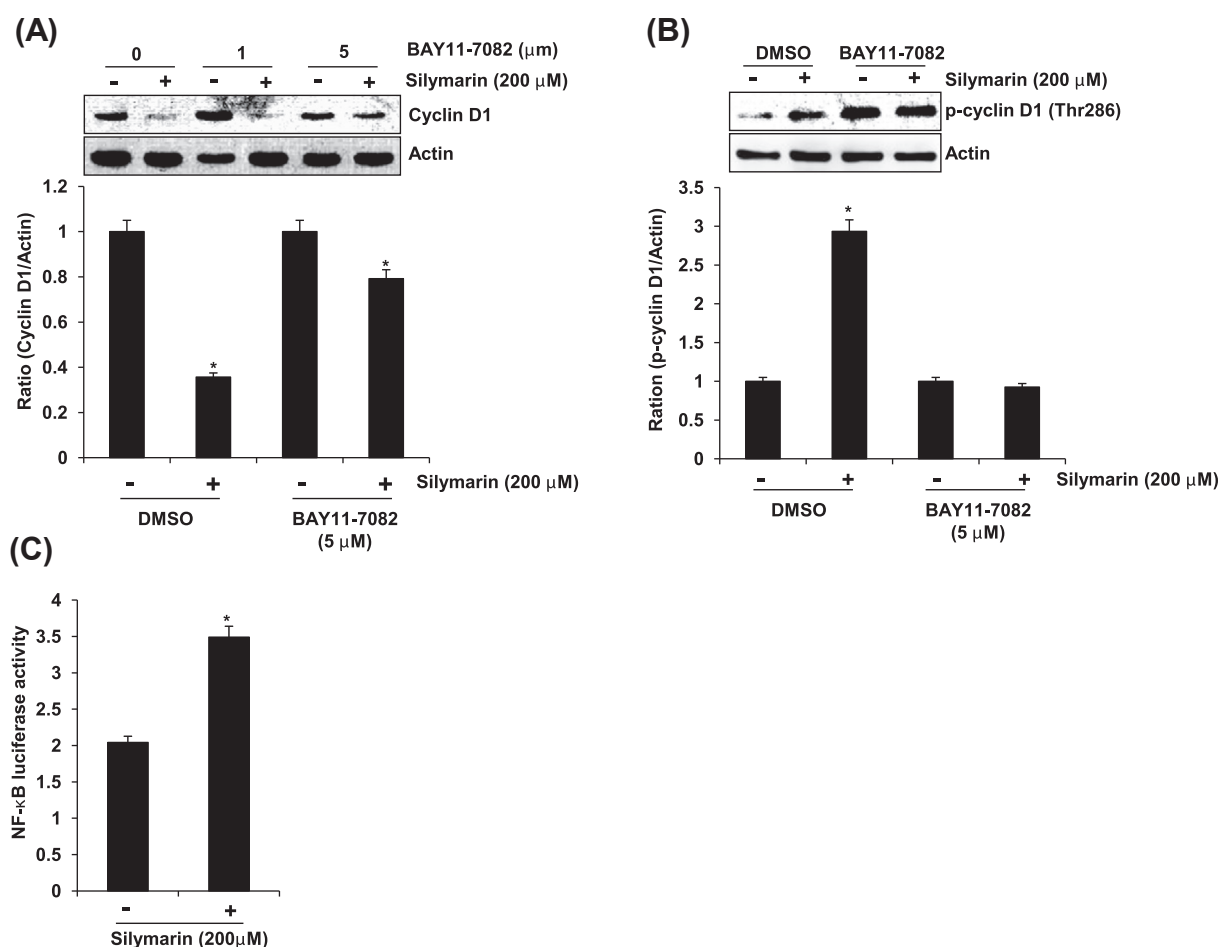 (A)
0 1 5 BAY11-7082 (μm)
- + - + - + Silymarin (200 μM)
Cyclin D1
Actin
1.2
1
0.8
0.6
0.4
0.2
0
Ratio (Cyclin D1/Actin)
*
*
- + - + Silymarin (200 μM)
DMSO BAY11-7082
(5 μM)
(B)
DMSO BAY11-7082
- + - + Silymarin (200 μM)
p-cyclin D1 (Thr286)
Actin
3.5
3
2.5
2
1.5
1
0.5
0
Ration (p-cyclin D1/Actin)
*
- + - + Silymarin (200 μM)
DMSO BAY11-7082
(5 μM)
(C)
4
3.5
3
2.5
2
1.5
1
0.5
0
NF-κB luciferase activity
*
- +
Silymarin (200μM)